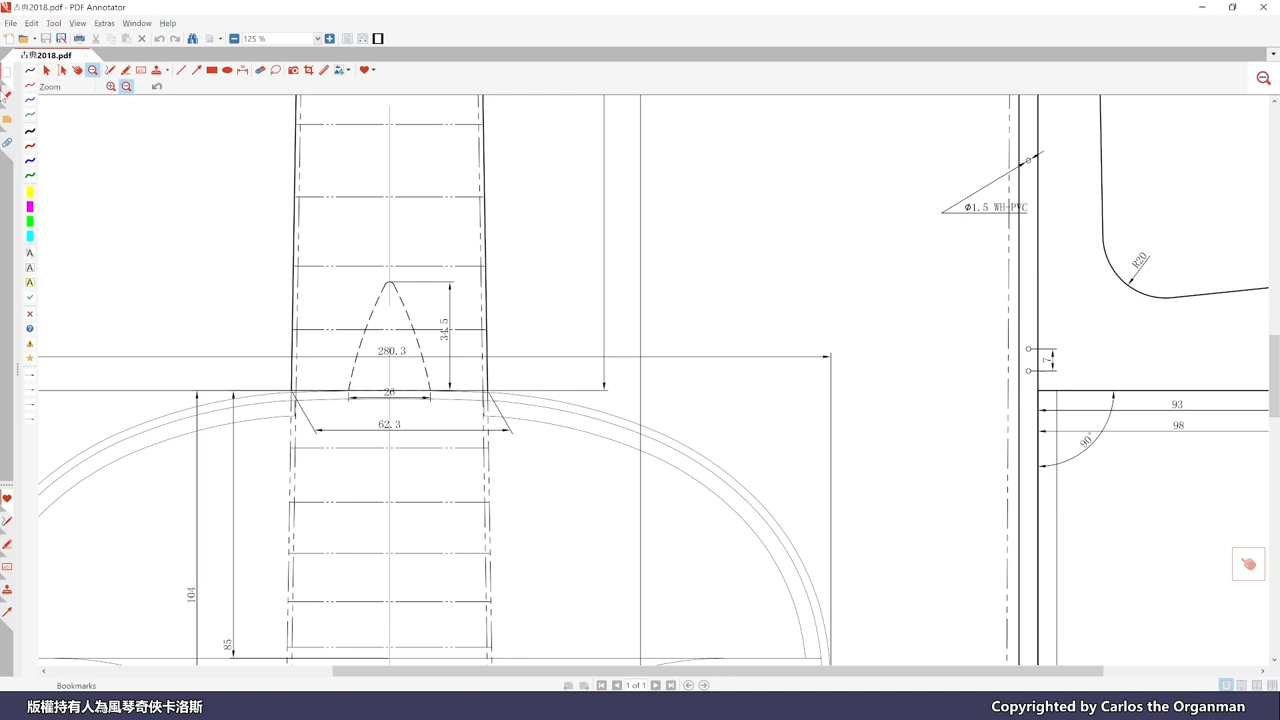 古典2018.pdf - PDF Annotator
File Edit Tool View Extras Window Help
125 %
古典2018.pdf
Zoom
Φ1.5 WH-PVC
R20
34.5
280.3
7
26
93
62.3
98
90°
104
85
Bookmarks
1 of 1
版權持有人為風琴奇俠卡洛斯
Copyrighted by Carlos the Organman